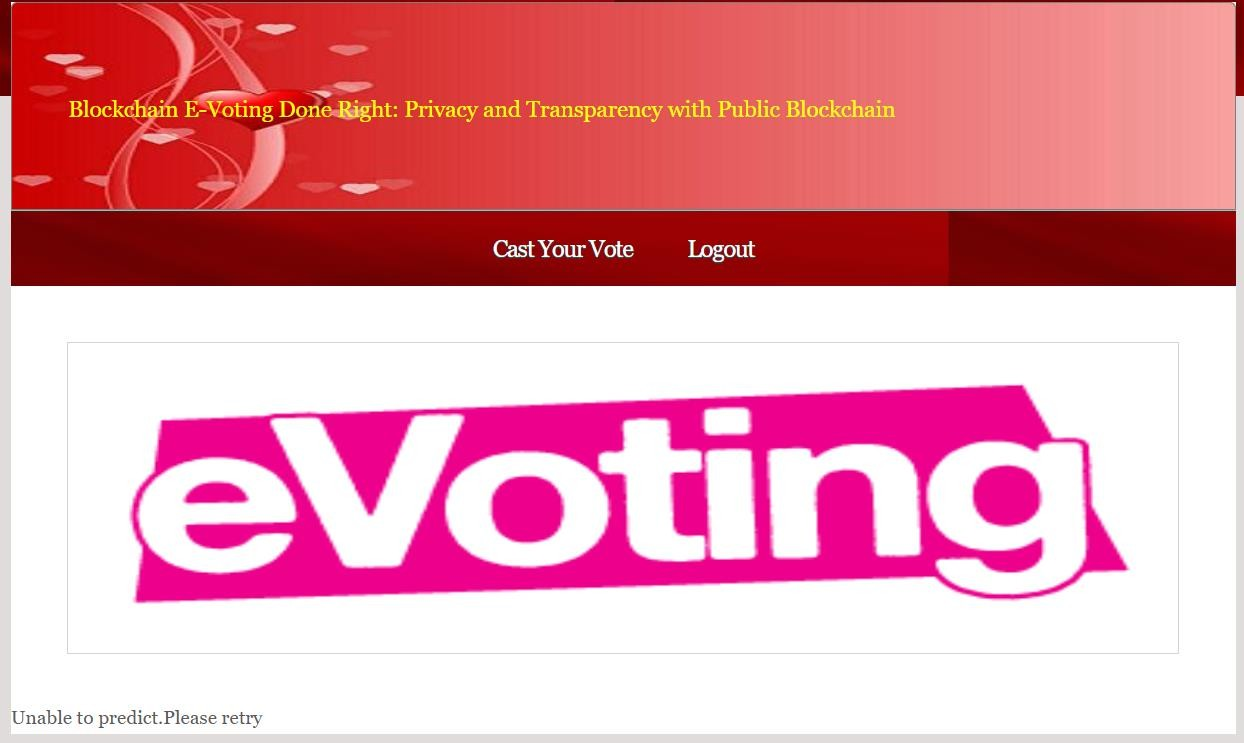 Blockchain E-Voting Done Right: Privacy and Transparency with Public Blockchain
Cast Your Vote Logout
eVoting
Unable to predict.Please retry